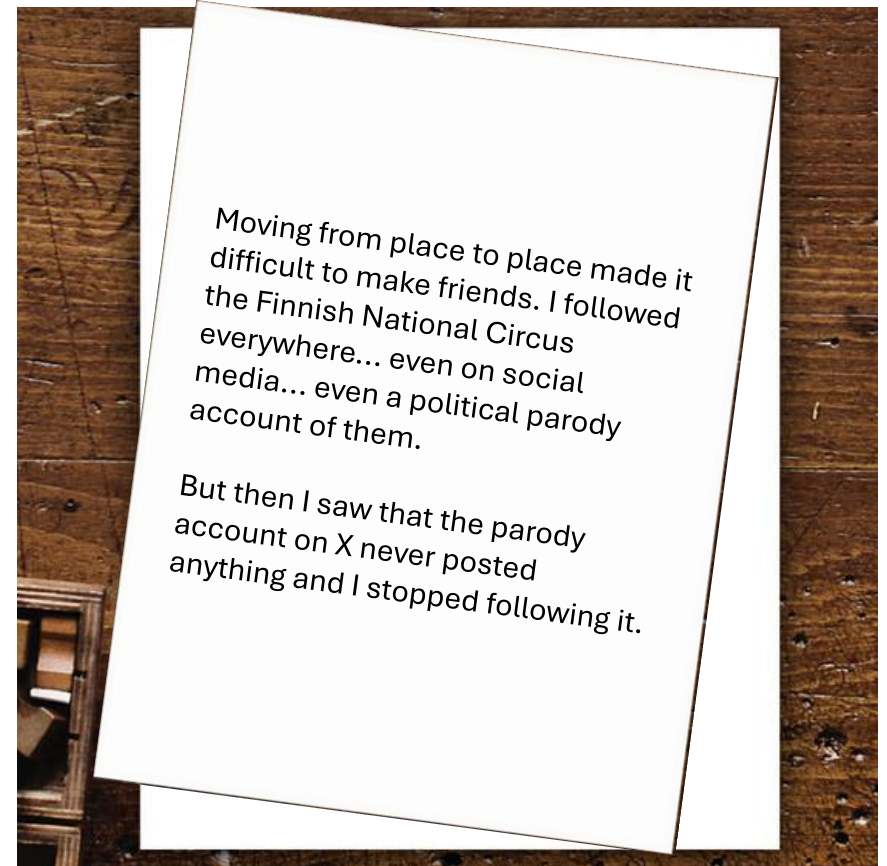 Moving from place to place made it
difficult to make friends. I followed
the Finnish National Circus
everywhere... even on social
media... even a political parody
account of them.
But then I saw that the parody
account on X never posted
anything and I stopped following it.